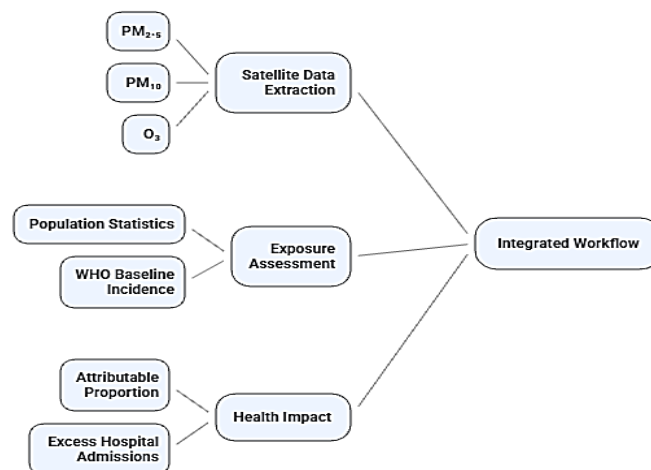 PM₂.₅
PM₁₀
O₃
Satellite Data
Extraction
Population Statistics
WHO Baseline
Incidence
Exposure
Assessment
Attributable
Proportion
Excess Hospital
Admissions
Health Impact
Integrated Workflow